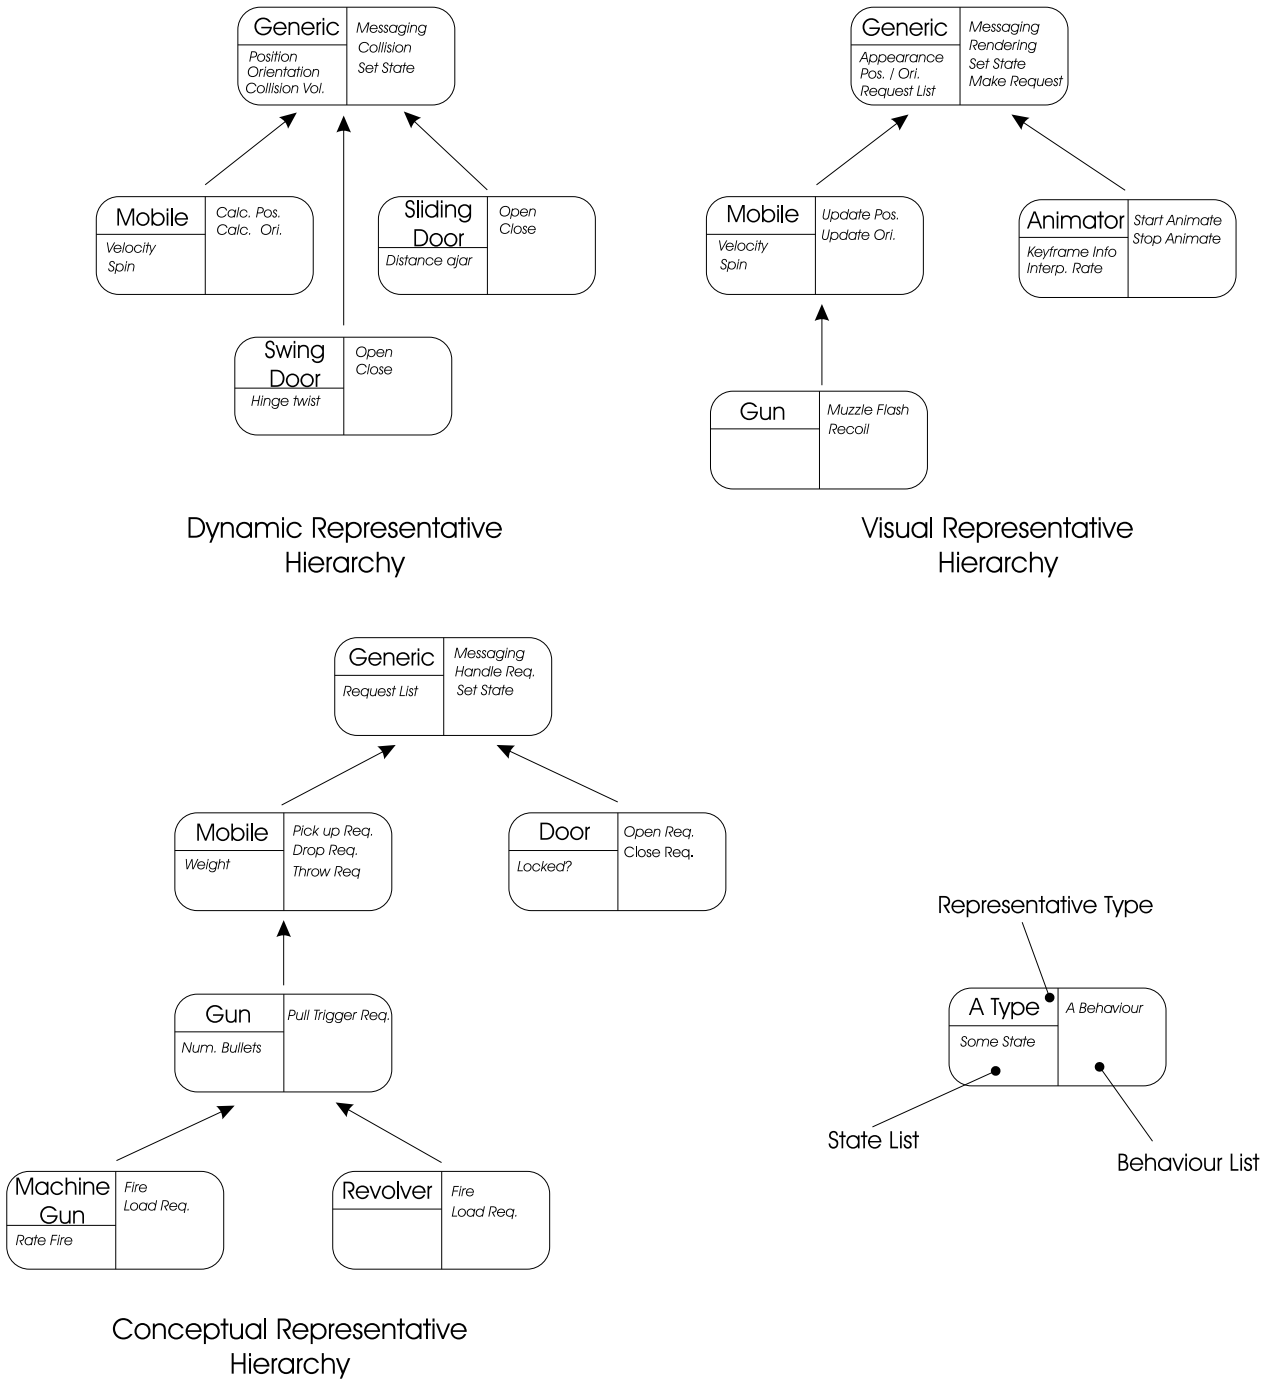 Generic
Position
Orientation
Collision Vol.
Messaging
Collision
Set State
Mobile
Velocity
Spin
Calc. Pos.
Calc. Ori.
Sliding
Door
Distance ajar
Open
Close
Swing
Door
Hinge twist
Open
Close
Dynamic Representative
Hierarchy
Generic
Appearance
Pos. / Ori.
Request List
Messaging
Rendering
Set State
Make Request
Mobile
Velocity
Spin
Update Pos.
Update Ori.
Animator
Keyframe Info
Interp. Rate
Start Animate
Stop Animate
Gun
Muzzle Flash
Recoil
Visual Representative
Hierarchy
Generic
Request List
Messaging
Handle Req.
Set State
Mobile
Weight
Pick up Req.
Drop Req.
Throw Req
Door
Locked?
Open Req.
Close Req.
Gun
Num. Bullets
Pull Trigger Req.
Machine
Gun
Rate Fire
Fire
Load Req.
Revolver
Fire
Load Req.
Conceptual Representative
Hierarchy
Representative Type
A Type
Some State
A Behaviour
State List
Behaviour List